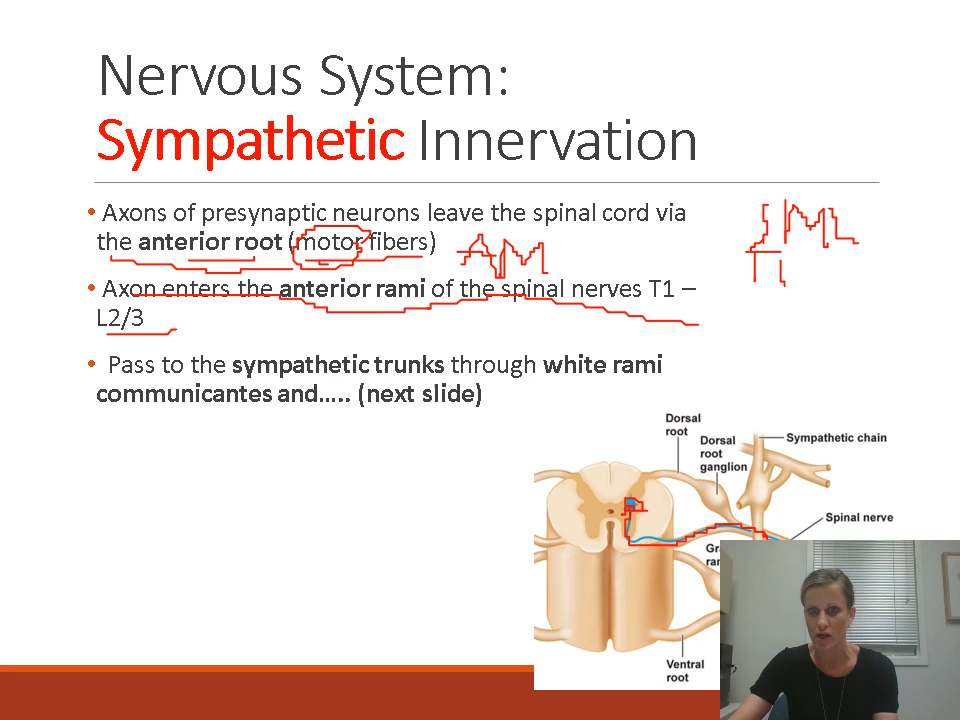 Nervous System:
Sympathetic Innervation
• Axons of presynaptic neurons leave the spinal cord via
the anterior root (motor fibers)
• Axon enters the anterior rami of the spinal nerves T1 –
L2/3
• Pass to the sympathetic trunks through white rami
communicantes and….. (next slide)
Dorsal
root
Dorsal
root
ganglion
Sympathetic chain
Spinal nerve
Ventral
root